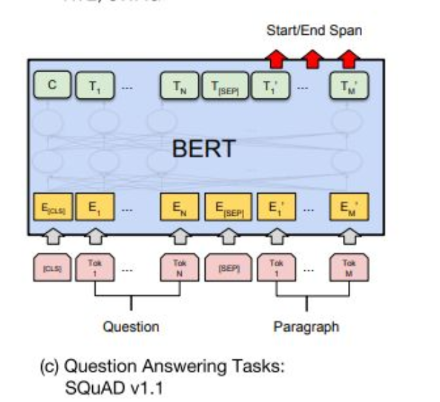 Start/End Span
C T1 ... TN T[SEP] T1' ... TM'
BERT
E[CLS] E1 ... EN E[SEP] E1' ... EM'
[CLS] Tok 1 ... Tok N [SEP] Tok 1 ... Tok M
Question Paragraph
(c) Question Answering Tasks:
SQuAD v1.1